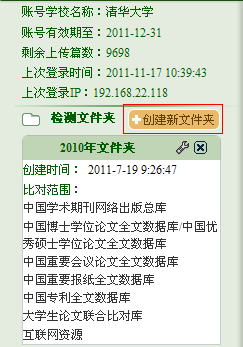 账号学校名称：清华大学
账号有效期至：2011-12-31
剩余上传篇数：9698
上次登录时间：2011-11-17 10:39:43
上次登录IP：192.168.22.118
检测文件夹 创建新文件夹
2010年文件夹
创建时间： 2011-7-19 9:26:47
比对范围：
中国学术期刊网络出版总库
中国博士学位论文全文数据库/中国优
秀硕士学位论文全文数据库
中国重要会议论文全文数据库
中国重要报纸全文数据库
中国专利全文数据库
大学生论文联合比对库
互联网资源